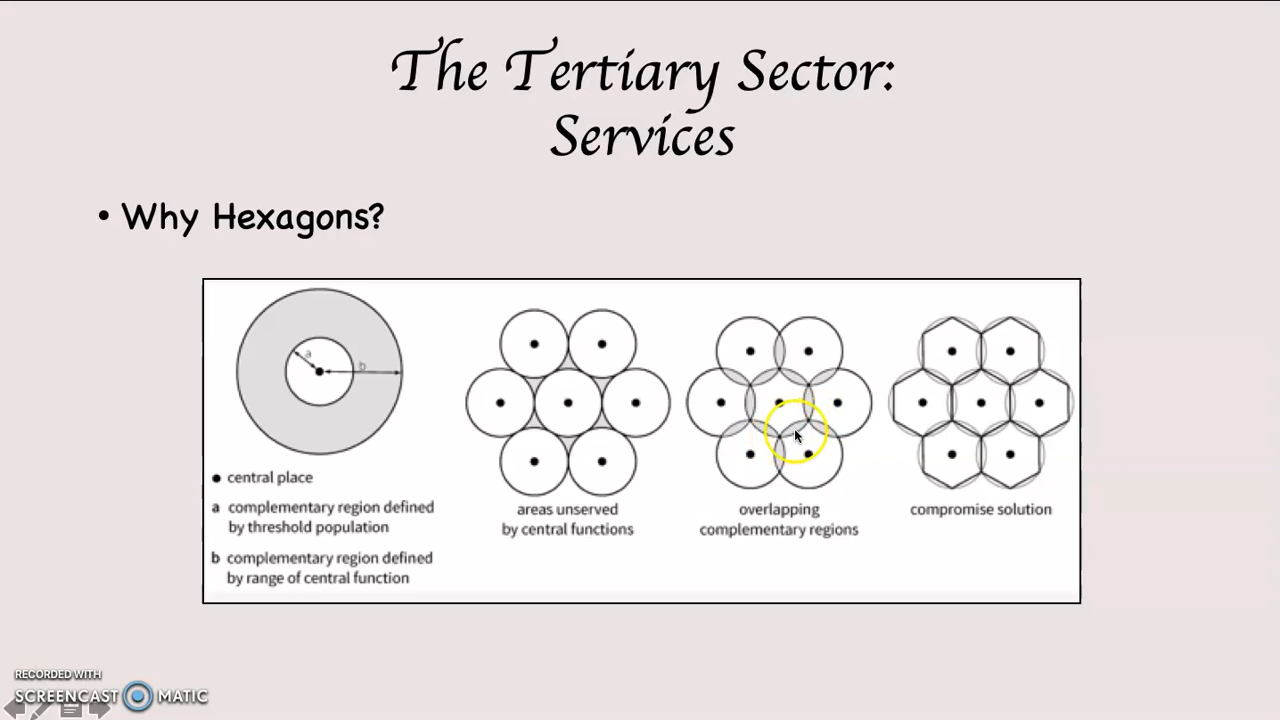 The Tertiary Sector:
Services
• Why Hexagons?
a
b
central place
a complementary region defined
by threshold population
b complementary region defined
by range of central function
areas unserved
by central functions
overlapping
complementary regions
compromise solution
RECORDED WITH
SCREENCAST MATIC